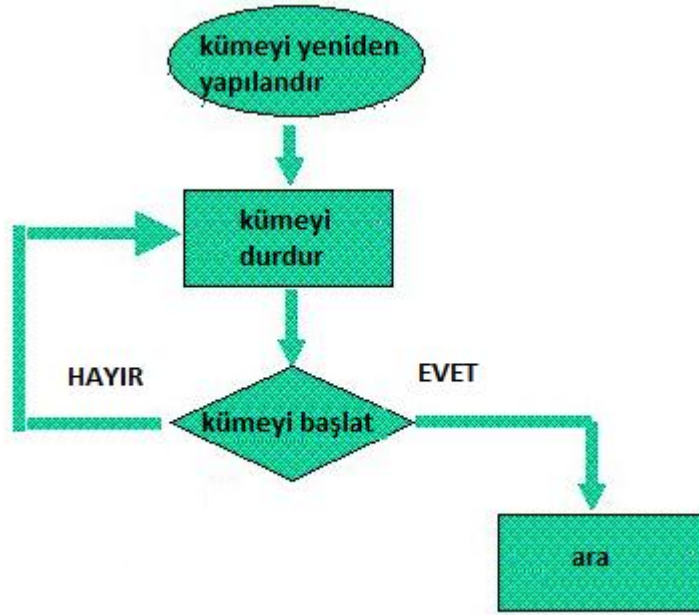 kümeyi yeniden
yapılandır
kümeyi
durdur
HAYIR
EVET
kümeyi başlat
ara